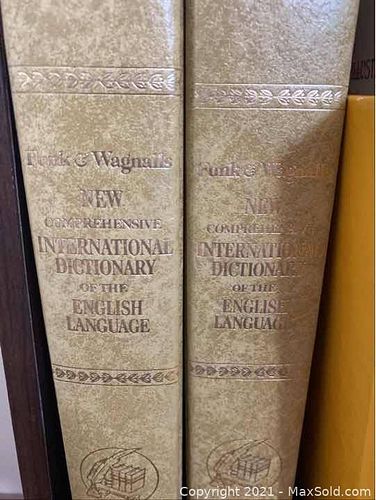 Funk & Wagnalls
NEW
COMPREHENSIVE
INTERNATIONAL
DICTIONARY
OF THE
ENGLISH
LANGUAGE
Funk & Wagnalls
NEW
COMPREHENSIVE
INTERNATIONAL
DICTIONARY
OF THE
ENGLISH
LANGUAGE
Copyright 2021 - MaxSold.com